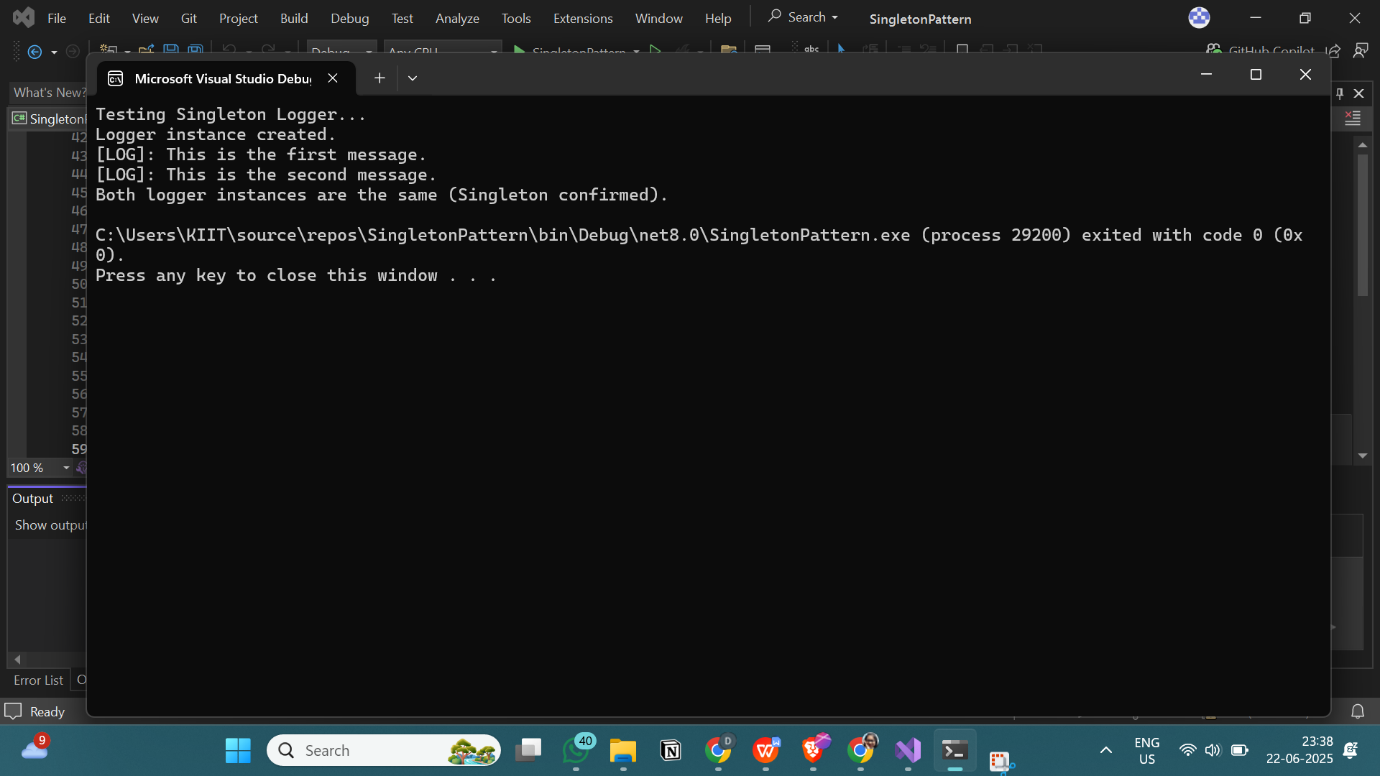 File Edit View Git Project Build Debug Test Analyze Tools Extensions Window Help Search SingletonPattern
Debug Any CPU SingletonPattern GitHub Copilot
Microsoft Visual Studio Debug
What's New?
Testing Singleton Logger...
Singleton
Logger instance created.
42
[LOG]: This is the first message.
43
[LOG]: This is the second message.
44
Both logger instances are the same (Singleton confirmed).
45
46
C:\Users\KIIT\source\repos\SingletonPattern\bin\Debug\net8.0\SingletonPattern.exe (process 29200) exited with code 0 (0x
47
48
0).
49
Press any key to close this window . . .
50
51
52
53
54
55
56
57
58
59
100 %
Output
Show output
Error List
Ready
9
Search
40
ENG
US
23:38
22-06-2025